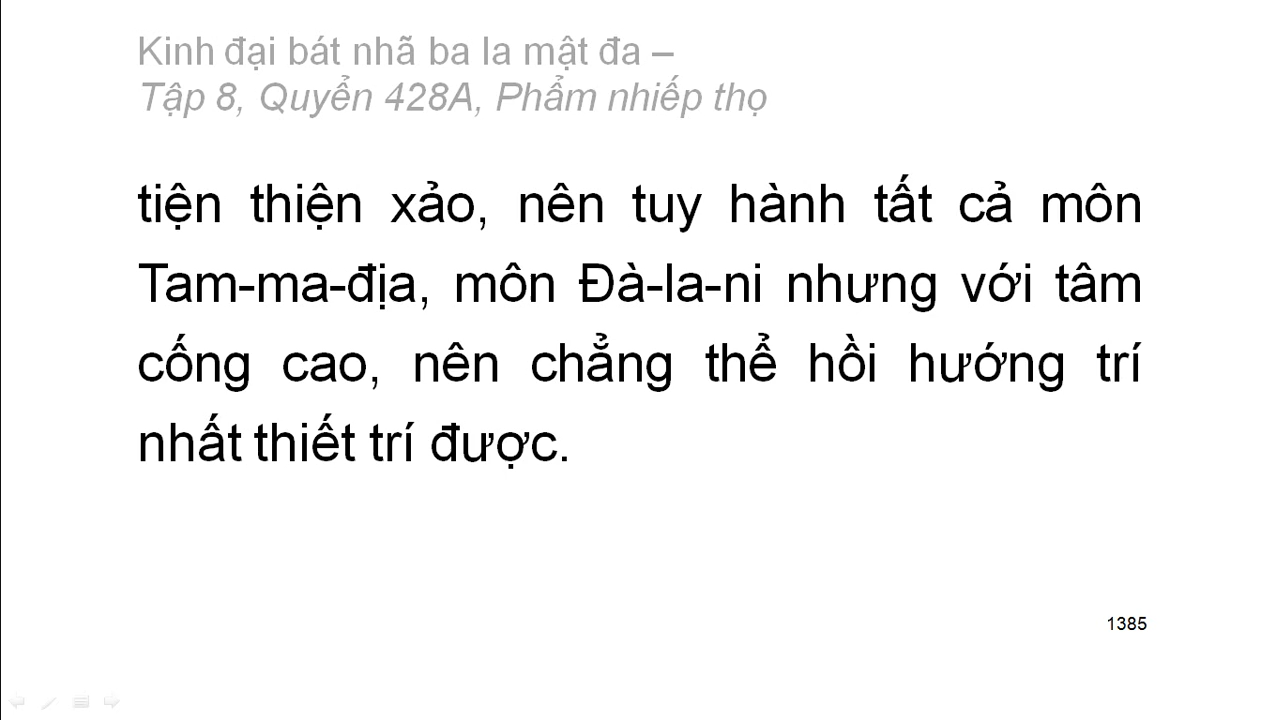 Kinh đại bát nhã ba la mật đa –
Tập 8, Quyển 428A, Phẩm nhiếp thọ
tiện thiện xảo, nên tuy hành tất cả môn
Tam-ma-địa, môn Đà-la-ni nhưng với tâm
cống cao, nên chẳng thể hồi hướng trí
nhất thiết trí được.
1385